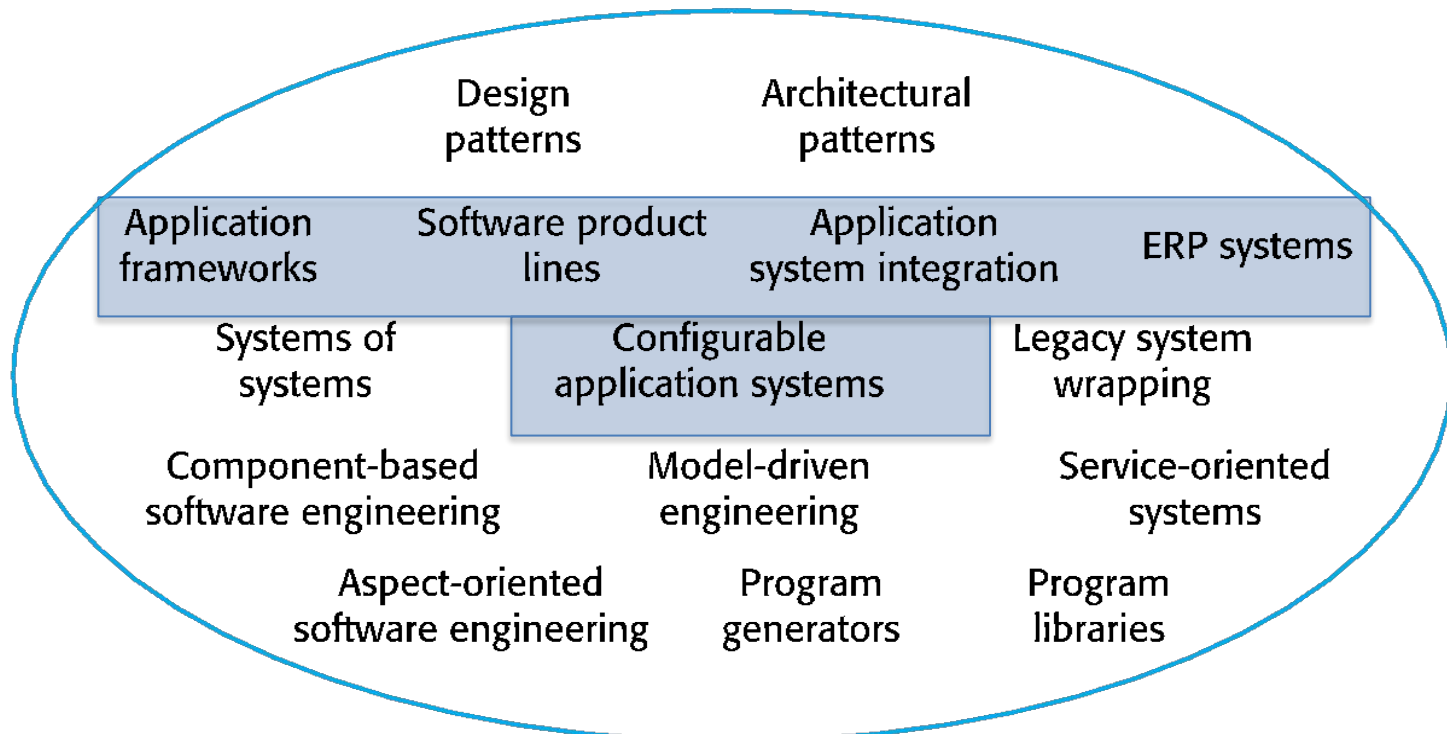 Design
patterns
Architectural
patterns
Application
frameworks
Software product
lines
Application
system integration
ERP systems
Systems of
systems
Configurable
application systems
Legacy system
wrapping
Component-based
software engineering
Model-driven
engineering
Service-oriented
systems
Aspect-oriented
software engineering
Program
generators
Program
libraries